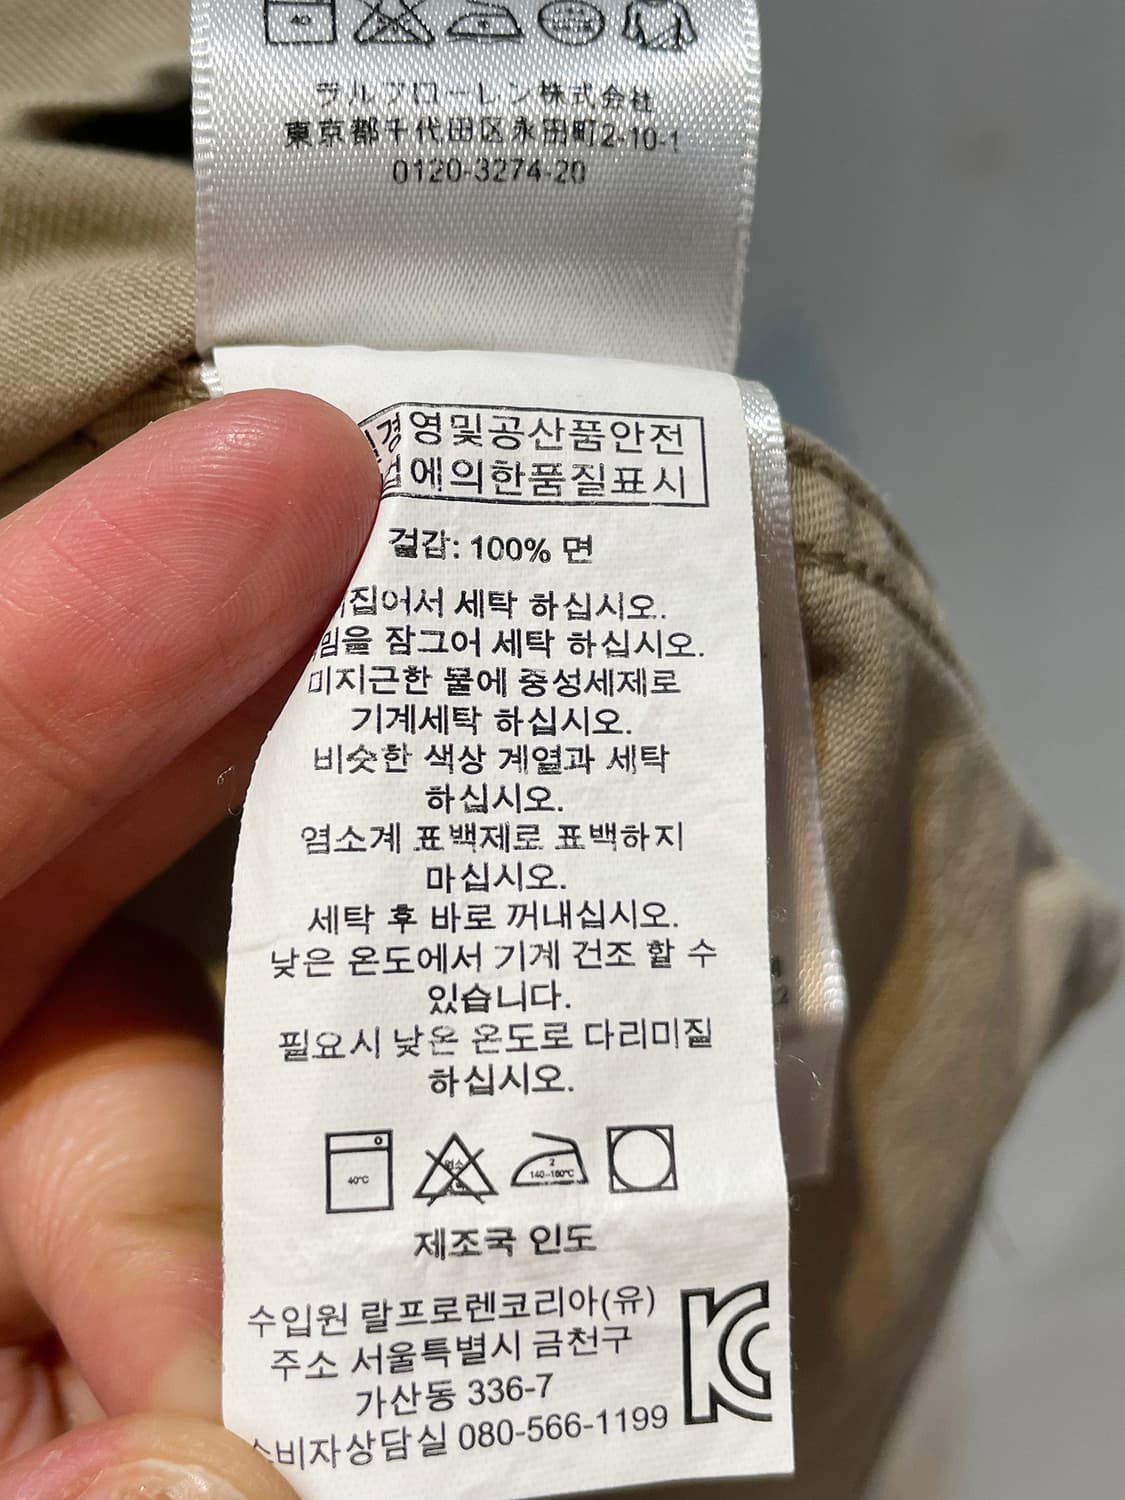 40
ラルフローレン株式会社
東京都千代田区永田町2-10-1
0120-3274-20
경영및공산품안전
에의한품질표시
겉감: 100% 면
집어서 세탁 하십시오.
잠그어 세탁 하십시오.
미지근한 물에 중성세제로
기계세탁 하십시오.
비슷한 색상 계열과 세탁
하십시오.
염소계 표백제로 표백하지
마십시오.
세탁 후 바로 꺼내십시오.
낮은 온도에서 기계 건조 할 수
있습니다.
필요시 낮은 온도로 다리미질
하십시오.
40℃
염소
2
140~160℃
제조국 인도
수입원 랄프로렌코리아(유)
주소 서울특별시 금천구
가산동 336-7
소비자상담실 080-566-1199